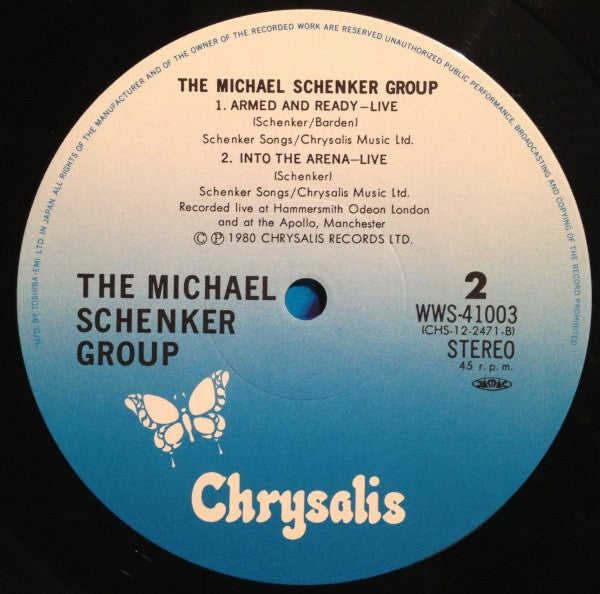 MFD. BY TOSHIBA-EMI LTD. IN JAPAN. ALL RIGHTS OF THE MANUFACTURER AND OF THE OWNER OF THE RECORDED WORK ARE RESERVED UNAUTHORIZED PUBLIC PERFORMANCE, BROADCASTING AND COPYING OF THE RECORD PROHIBITED
THE MICHAEL SCHENKER GROUP
1. ARMED AND READY—LIVE
(Schenker/Barden)
Schenker Songs/Chrysalis Music Ltd.
2. INTO THE ARENA—LIVE
(Schenker)
Schenker Songs/Chrysalis Music Ltd.
Recorded live at Hammersmith Odeon London
and at the Apollo, Manchester
© ℗ 1980 CHRYSALIS RECORDS LTD.
THE MICHAEL
SCHENKER
GROUP
2
WWS-41003
(CHS-12-2471-B)
STEREO
45 r.p.m.
JASRAC
Chrysalis